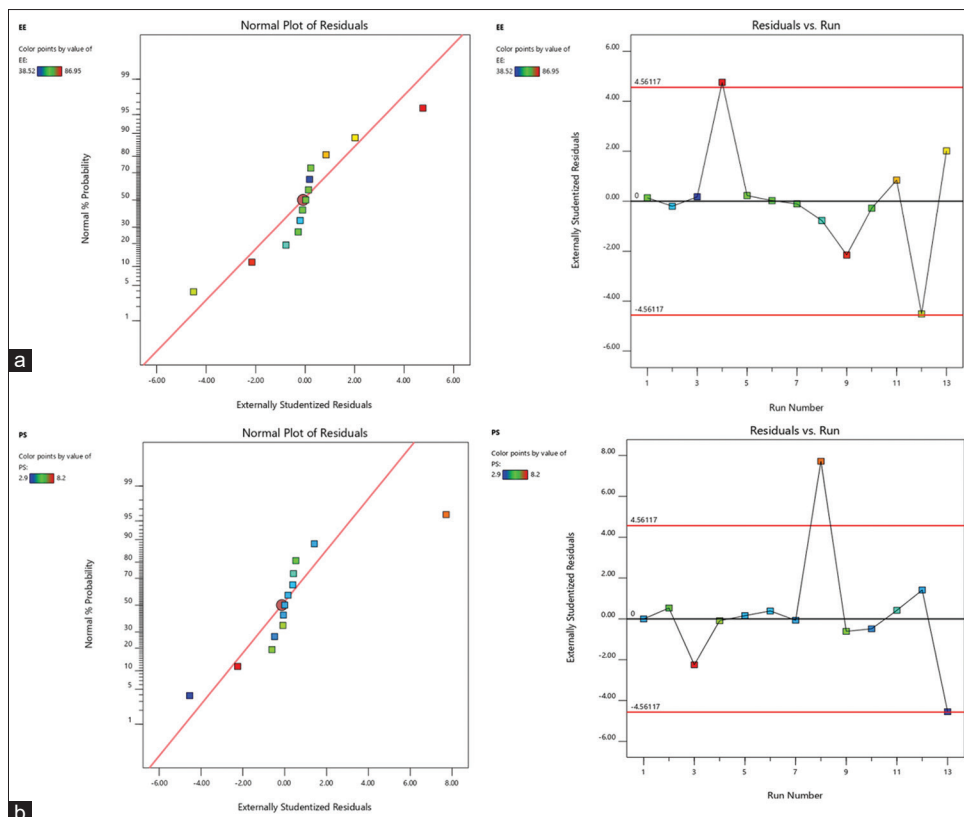 EE
Color points by value of
EE:
38.52 86.95
Normal Plot of Residuals
99
95
90
80
70
50
30
20
10
5
1
Normal % Probability
-6.00 -4.00 -2.00 0.00 2.00 4.00 6.00
Externally Studentized Residuals
EE
Color points by value of
EE:
38.52 86.95
Residuals vs. Run
6.00
4.00
2.00
0.00
-2.00
-4.00
-6.00
4.56117
0
-4.56117
Externally Studentized Residuals
1 3 5 7 9 11 13
Run Number
a
PS
Color points by value of
PS:
2.9 8.2
Normal Plot of Residuals
99
95
90
80
70
50
30
20
10
5
1
Normal % Probability
-6.00 -4.00 -2.00 0.00 2.00 4.00 6.00 8.00
Externally Studentized Residuals
PS
Color points by value of
PS:
2.9 8.2
Residuals vs. Run
8.00
6.00
4.00
2.00
0.00
-2.00
-4.00
-6.00
4.56117
0
-4.56117
Externally Studentized Residuals
1 3 5 7 9 11 13
Run Number
b